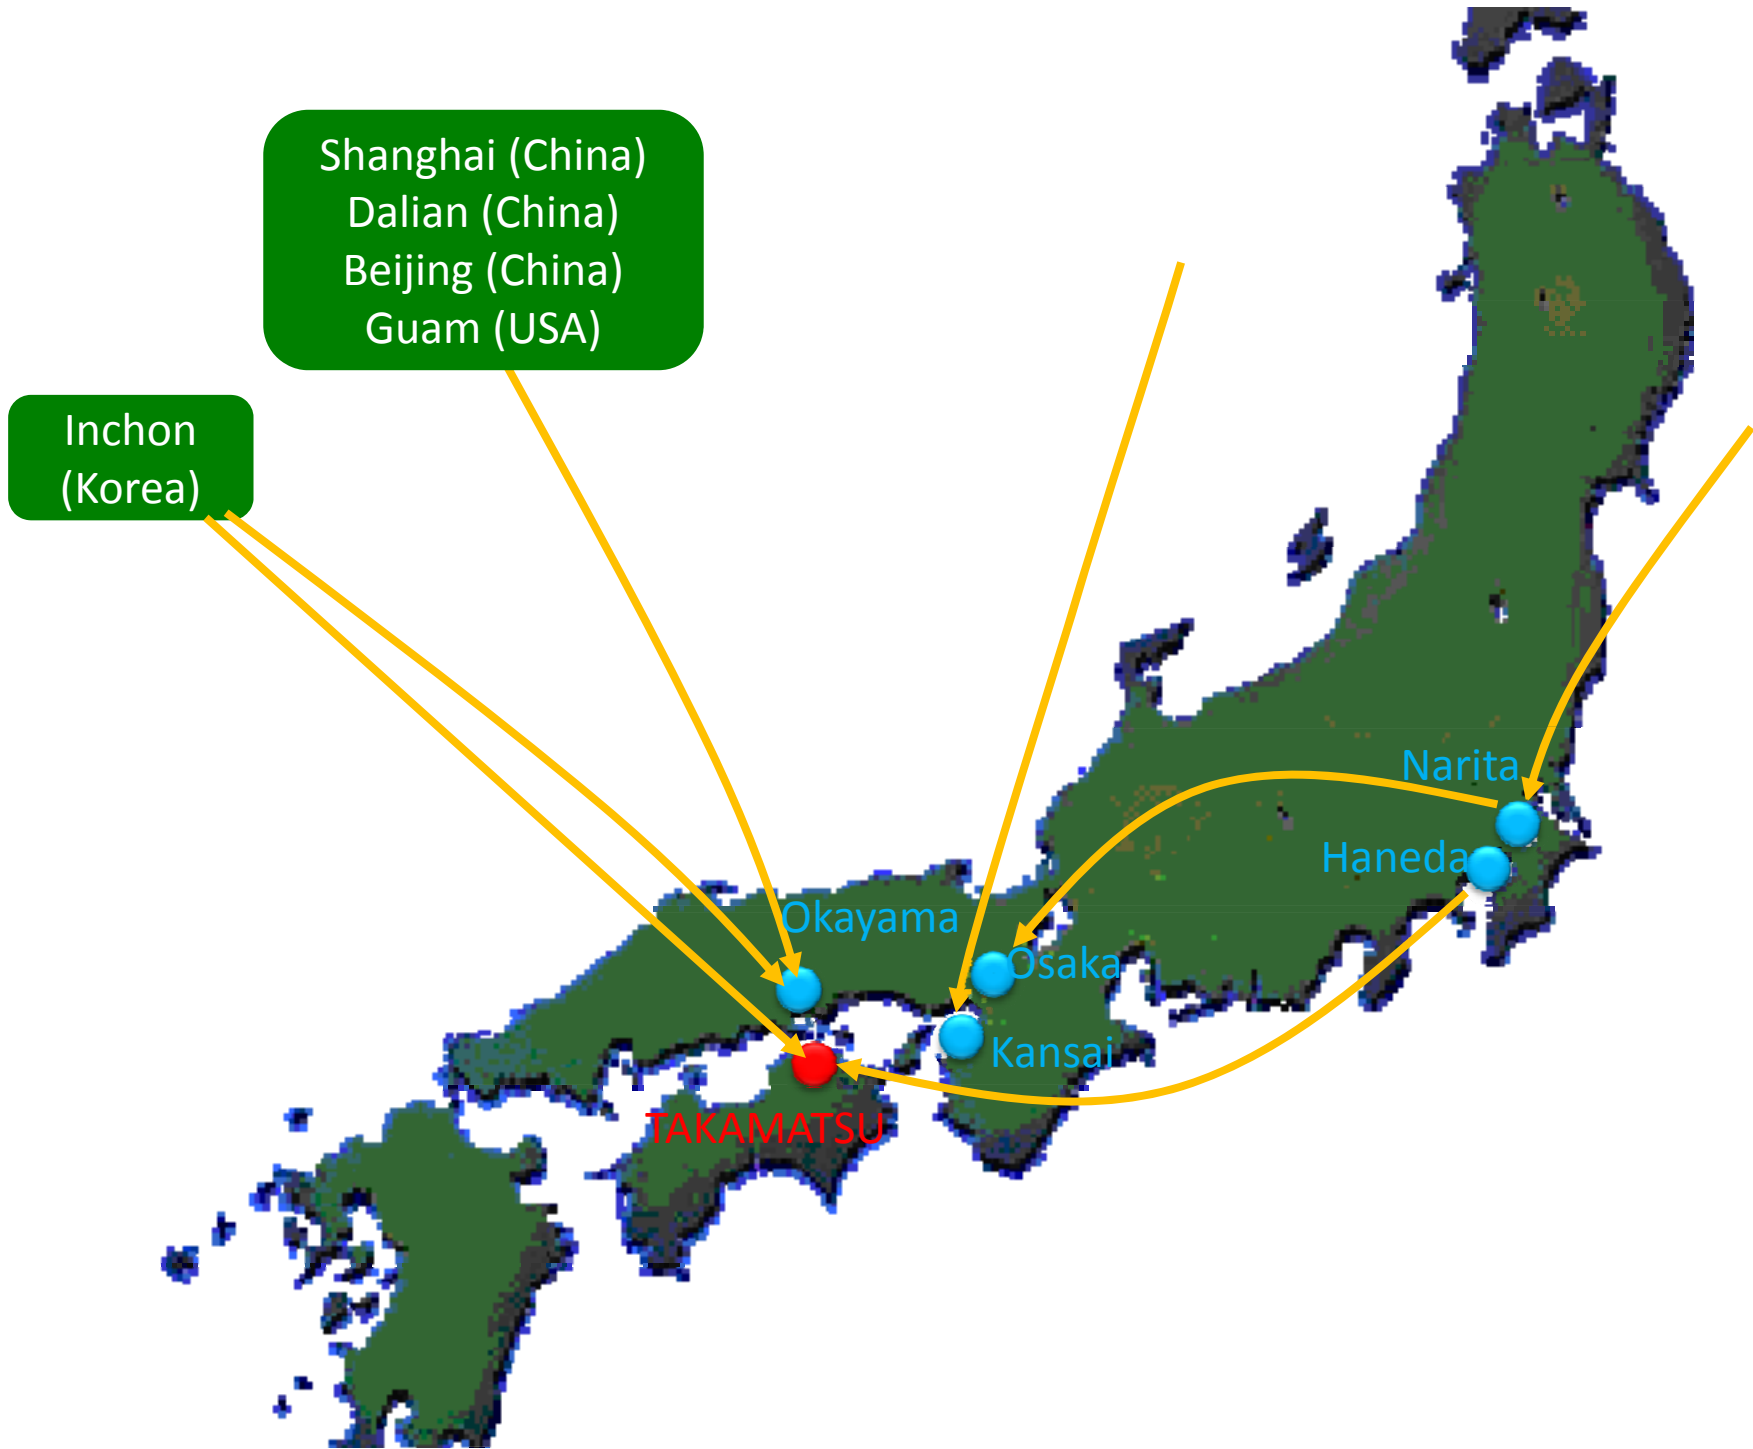 Shanghai (China)
Dalian (China)
Beijing (China)
Guam (USA)
Inchon
(Korea)
Narita
Haneda
Okayama
Osaka
Kansai
TAKAMATSU